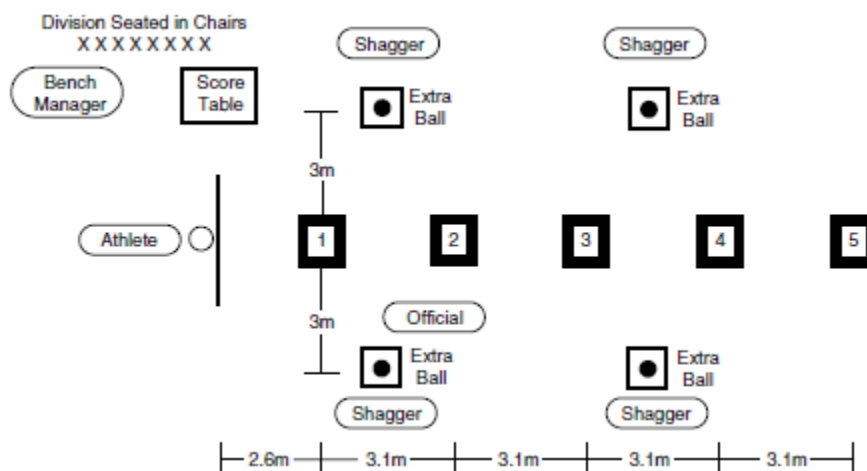 Division Seated in Chairs
X X X X X X X X
Bench
Manager
Score
Table
Shagger
Shagger
Extra
Ball
Extra
Ball
3m
Athlete
1
2
3
4
5
3m
Official
Extra
Ball
Extra
Ball
Shagger
Shagger
2.6m
3.1m
3.1m
3.1m
3.1m